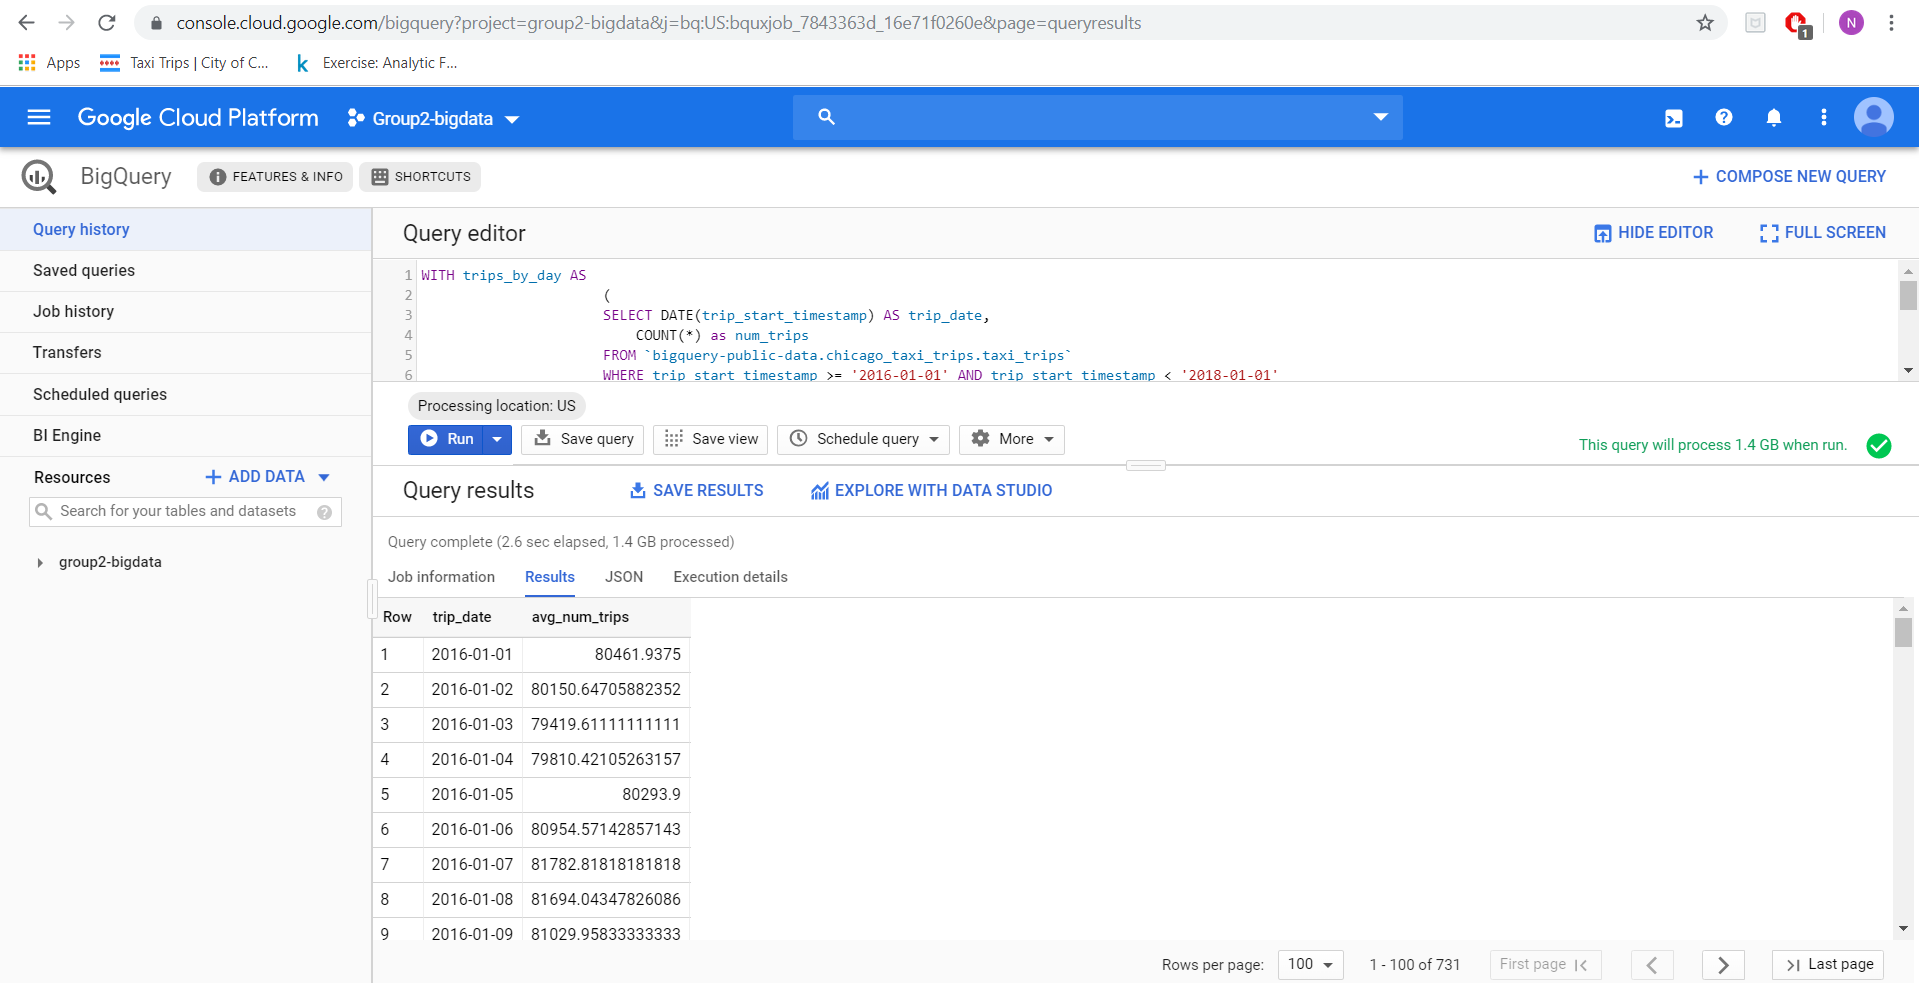 console.cloud.google.com/bigquery?project=group2-bigdata&j=bq:US:bquxjob_7843363d_16e71f0260e&page=queryresults
1
N
Apps
Taxi Trips | City of C...
k
Exercise: Analytic F...
Google Cloud Platform
Group2-bigdata
BigQuery
FEATURES & INFO
SHORTCUTS
COMPOSE NEW QUERY
Query history
Saved queries
Job history
Transfers
Scheduled queries
BI Engine
Resources
ADD DATA
Search for your tables and datasets
group2-bigdata
Query editor
HIDE EDITOR
FULL SCREEN
1 WITH trips_by_day AS
2 (
3 SELECT DATE(trip_start_timestamp) AS trip_date,
4 COUNT(*) as num_trips
5 FROM `bigquery-public-data.chicago_taxi_trips.taxi_trips`
6 WHERE trip_start_timestamp >= '2016-01-01' AND trip_start_timestamp < '2018-01-01'
Processing location: US
Run
Save query
Save view
Schedule query
More
This query will process 1.4 GB when run.
Query results
SAVE RESULTS
EXPLORE WITH DATA STUDIO
Query complete (2.6 sec elapsed, 1.4 GB processed)
Job information Results JSON Execution details
Row trip_date avg_num_trips
1 2016-01-01 80461.9375
2 2016-01-02 80150.64705882352
3 2016-01-03 79419.61111111111
4 2016-01-04 79810.42105263157
5 2016-01-05 80293.9
6 2016-01-06 80954.57142857143
7 2016-01-07 81782.81818181818
8 2016-01-08 81694.04347826086
9 2016-01-09 81029.95833333333
Rows per page: 100 1 - 100 of 731 First page Last page